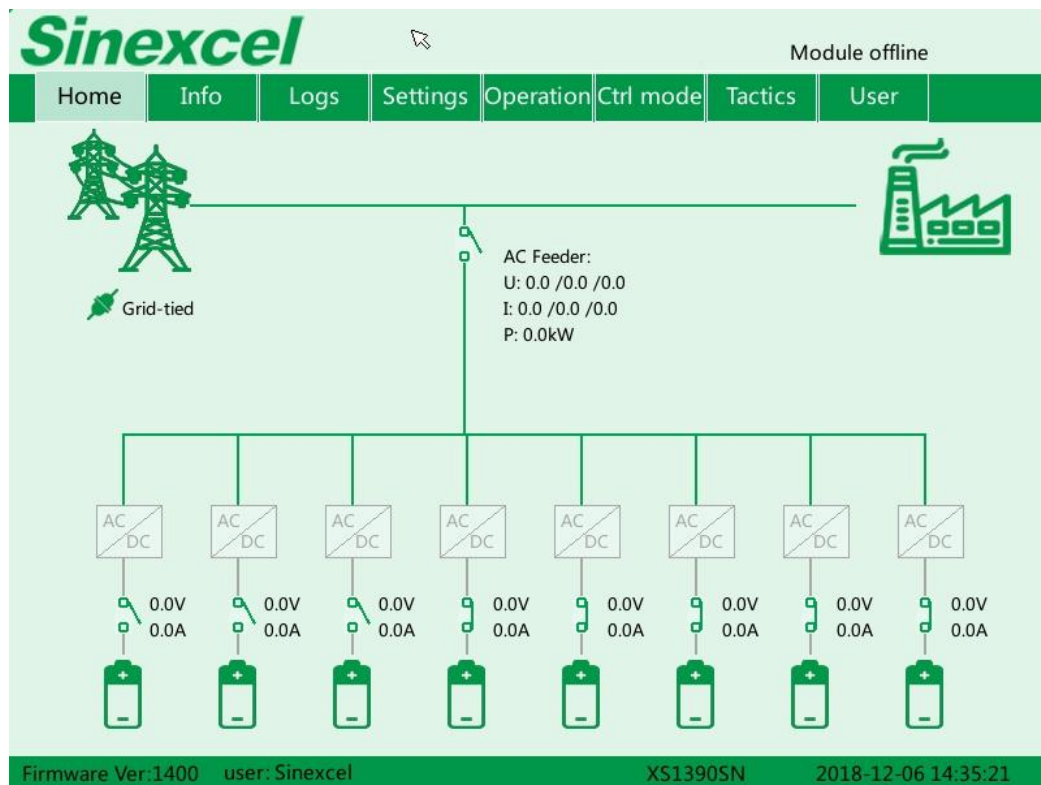 Sinexcel
Module offline
Home Info Logs Settings Operation Ctrl mode Tactics User
AC Feeder:
U: 0.0 /0.0 /0.0
I: 0.0 /0.0 /0.0
P: 0.0kW
Grid-tied
AC AC AC AC AC AC AC AC
DC DC DC DC DC DC DC DC
0.0V 0.0V 0.0V 0.0V 0.0V 0.0V 0.0V 0.0V
0.0A 0.0A 0.0A 0.0A 0.0A 0.0A 0.0A 0.0A
Firmware Ver:1400 user: Sinexcel XS1390SN 2018-12-06 14:35:21